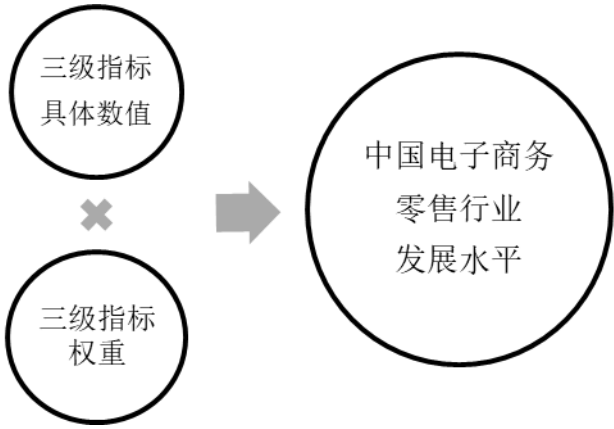 三级指标
具体数值
三级指标
权重
中国电子商务
零售行业
发展水平